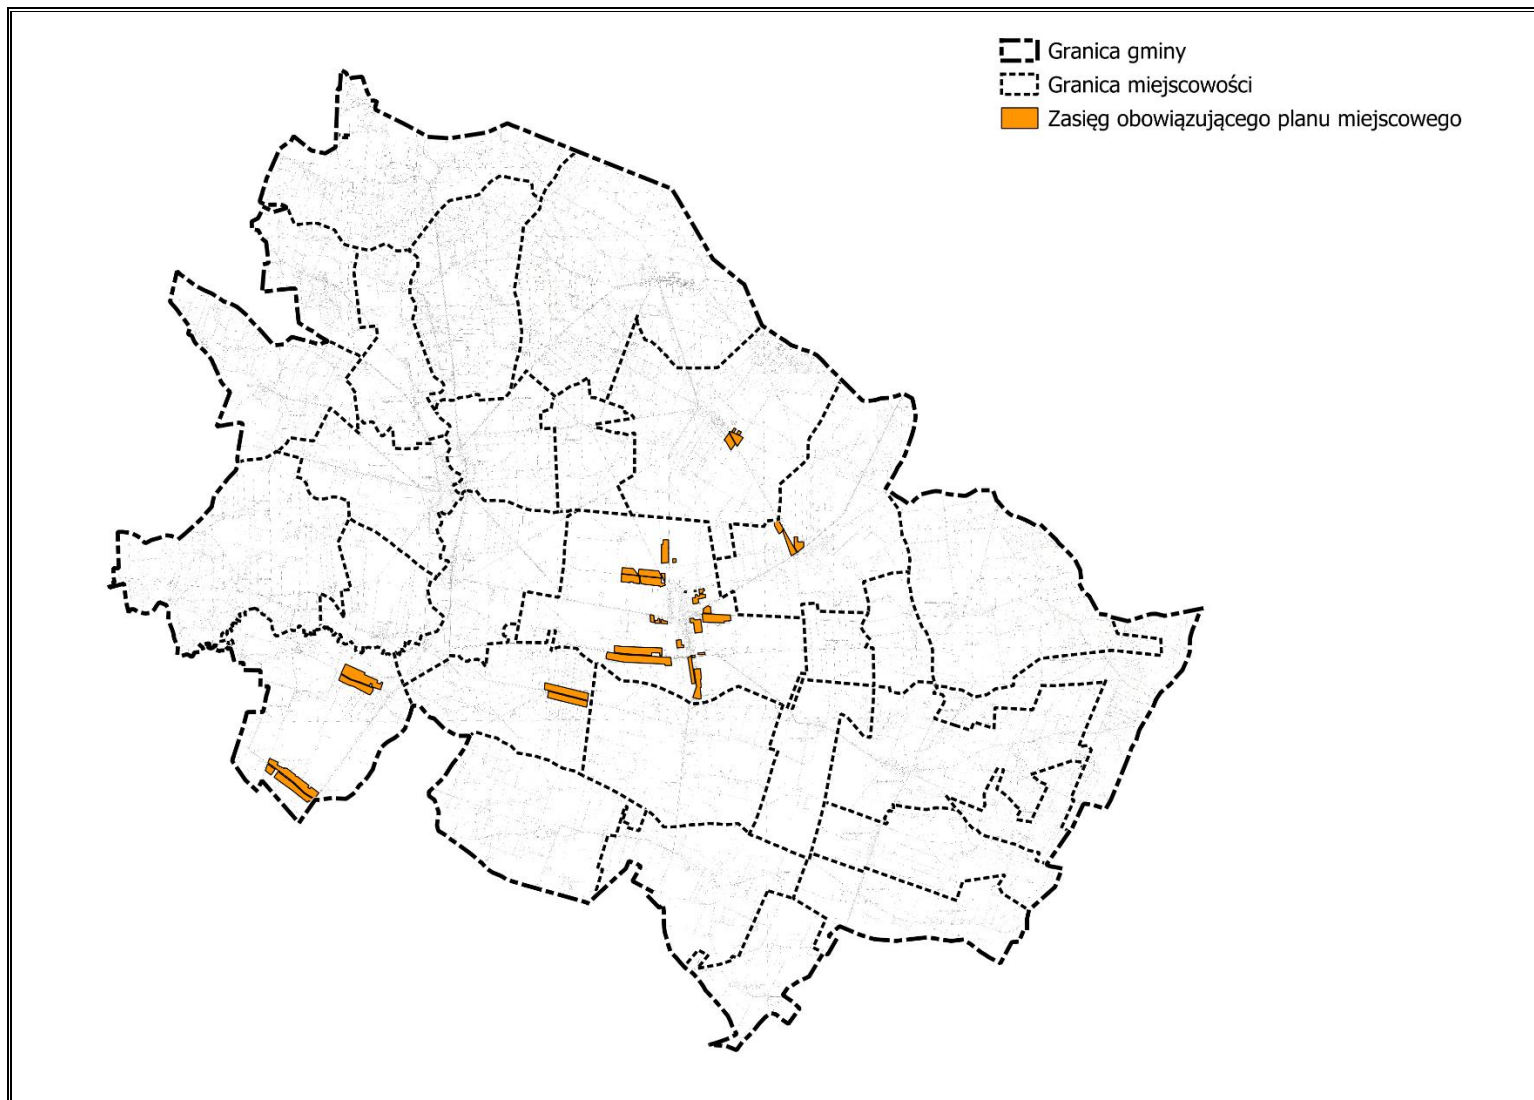 Granica gminy
Granica miejscowości
Zasięg obowiązującego planu miejscowego